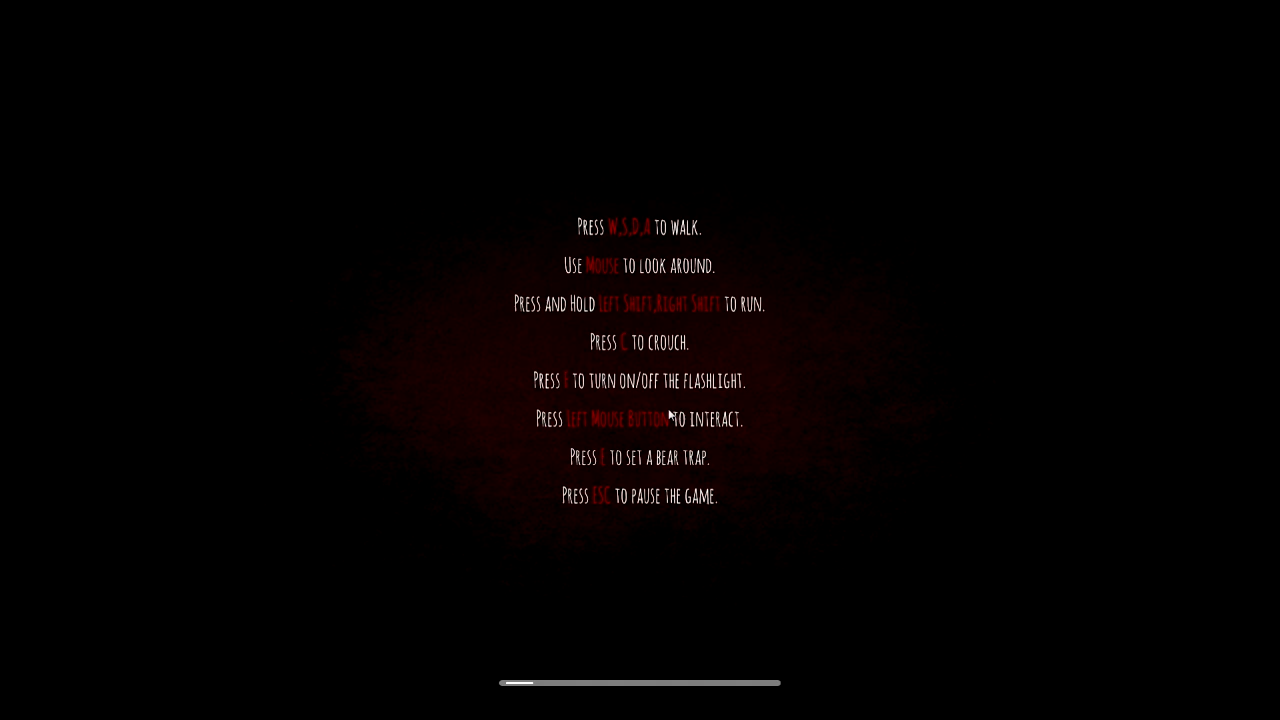 Press W,S,D,A to walk.
Use Mouse to look around.
Press and Hold Left Shift,Right Shift to run.
Press C to crouch.
Press F to turn on/off the flashlight.
Press Left Mouse Button to interact.
Press to set a bear trap.
Press ESC to pause the game.